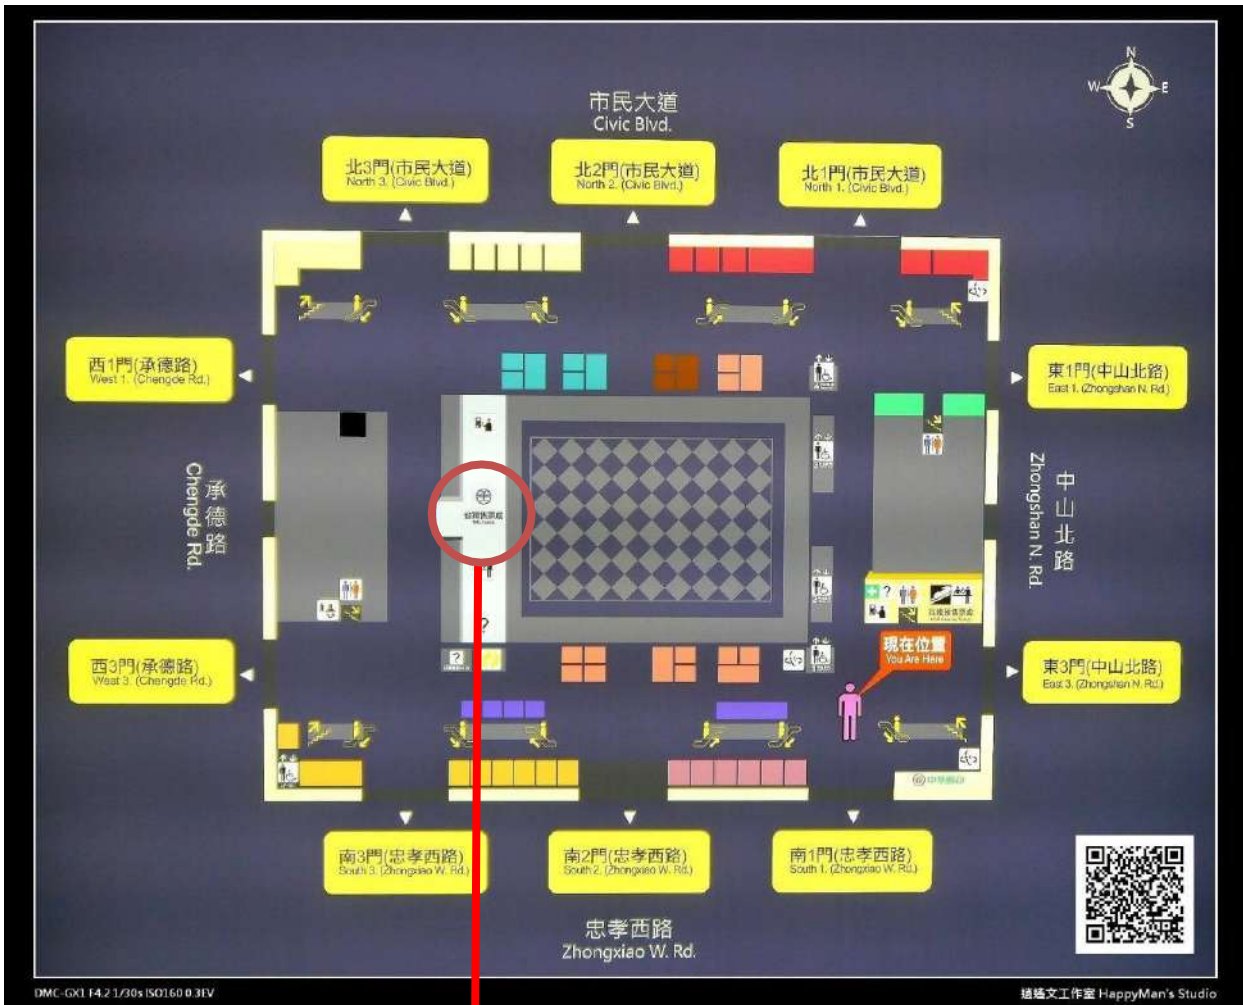 N
W
E
S
市民大道
Civic Blvd.
北3門(市民大道)
North 3. (Civic Blvd.)
北2門(市民大道)
North 2. (Civic Blvd.)
北1門(市民大道)
North 1. (Civic Blvd.)
西1門(承德路)
West 1. (Chengde Rd.)
東1門(中山北路)
East 1. (Zhongshan N. Rd.)
承德路
Chengde Rd.
中山北路
Zhongshan N. Rd.
?
?
?
現在位置
You Are Here
西3門(承德路)
West 3. (Chengde Rd.)
東3門(中山北路)
East 3. (Zhongshan N. Rd.)
中華郵政
南3門(忠孝西路)
South 3. (Zhongxiao W. Rd.)
南2門(忠孝西路)
South 2. (Zhongxiao W. Rd.)
南1門(忠孝西路)
South 1. (Zhongxiao W. Rd.)
忠孝西路
Zhongxiao W. Rd.
DMC-GX1 F4.2 1/30s ISO160 0.3EV
逍遙文工作室 HappyMan's Studio